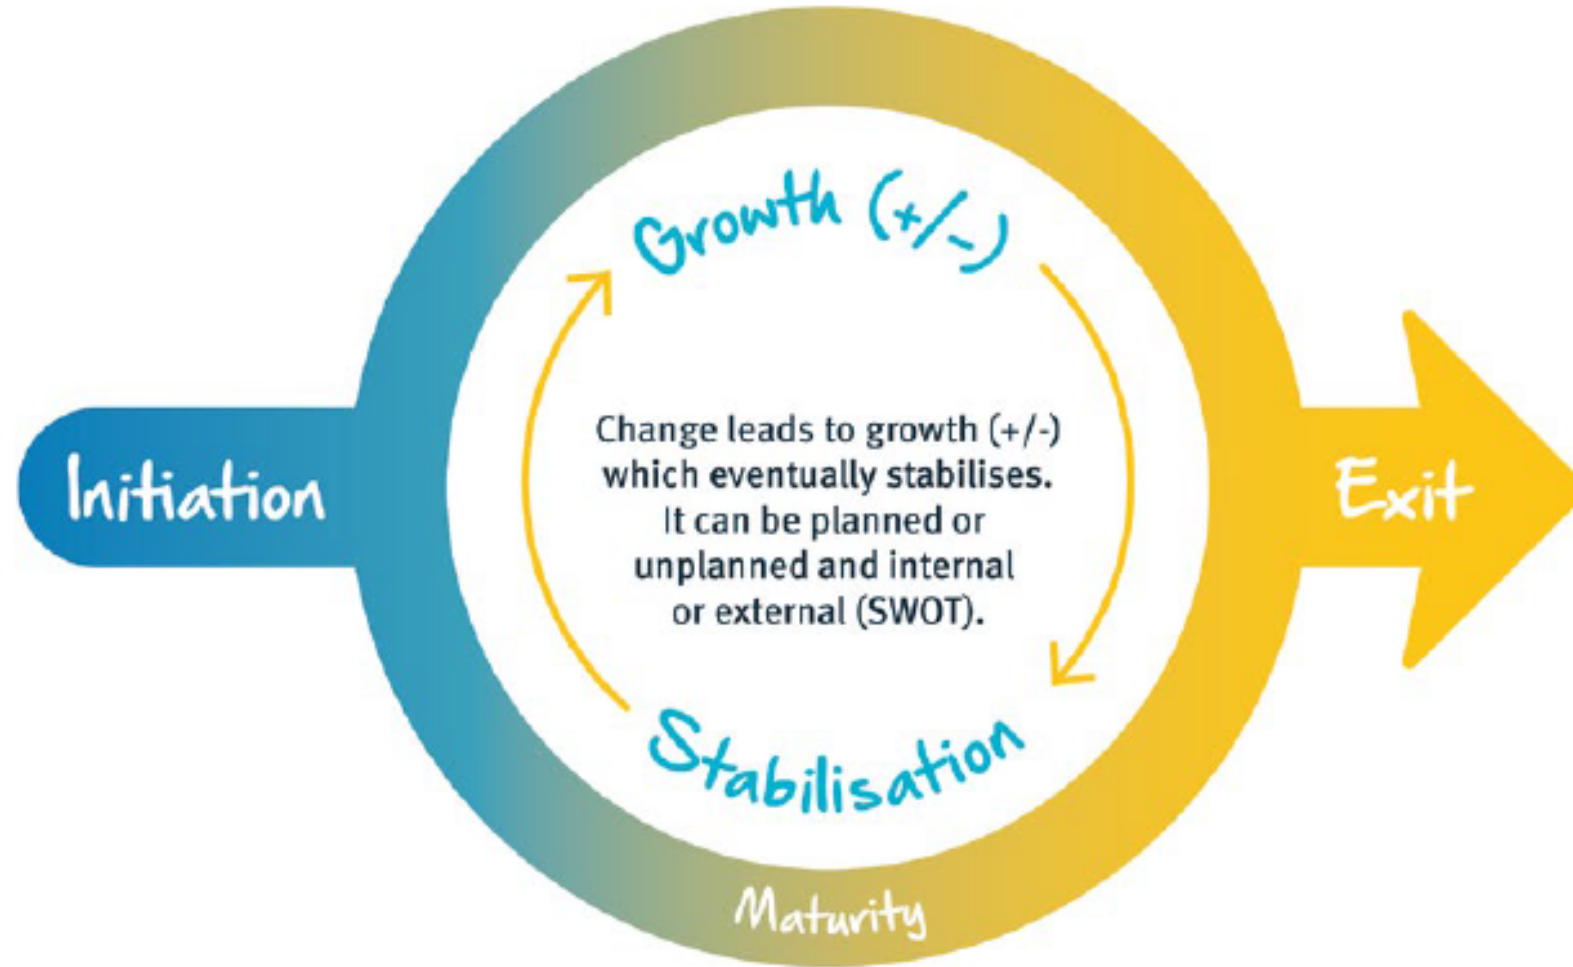 Growth (+/-)
Change leads to growth (+/-)
which eventually stabilises.
It can be planned or
unplanned and internal
or external (SWOT).
Initiation
Exit
Stabilisation
Maturity